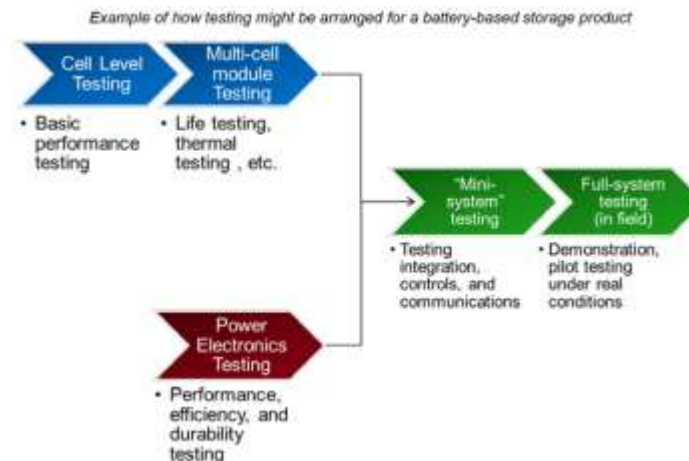 Example of how testing might be arranged for a battery-based storage product
Cell Level
Testing
Multi-cell
module
Testing
• Basic
performance
testing
• Life testing,
thermal
testing , etc.
"Mini-
system"
testing
Full-system
testing
(in field)
• Testing
integration,
controls, and
communications
• Demonstration,
pilot testing
under real
conditions
Power
Electronics
Testing
• Performance,
efficiency, and
durability
testing